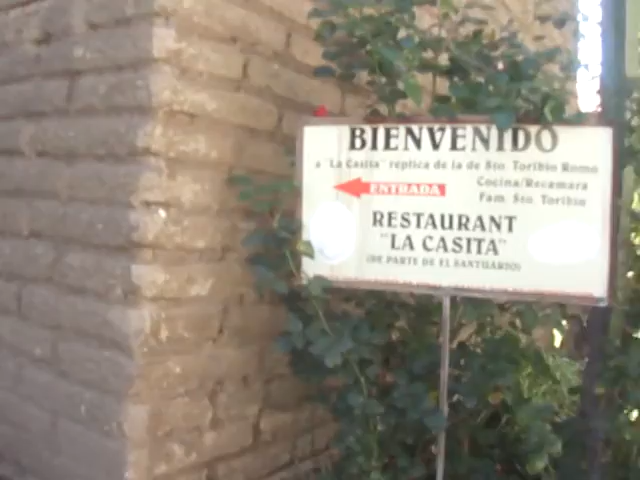 BIENVENIDO
a "La Casita" replica de la de Sto. Toribio Romo
ENTRADA
Cocina/Recamara
Fam. Sto. Toribio
RESTAURANT
"LA CASITA"
(DE PARTE DE EL SANTUARIO)